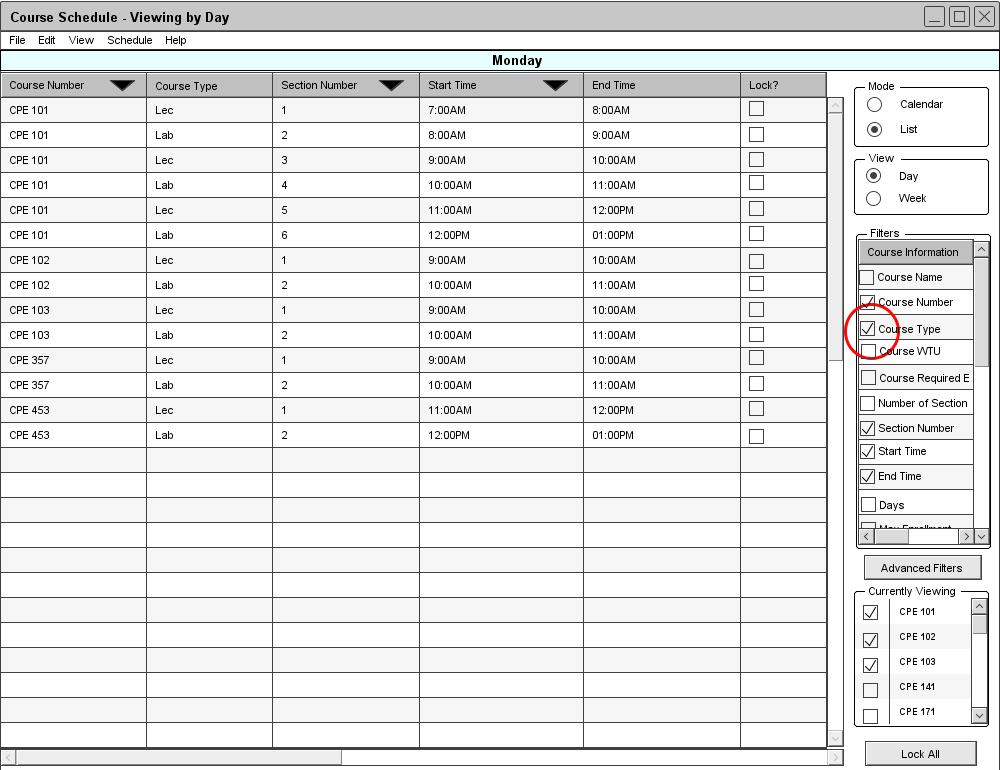 Course Schedule - Viewing by Day
File Edit View Schedule Help
Monday
Course Number Course Type Section Number Start Time End Time Lock?
CPE 101 Lec 1 7:00AM 8:00AM
CPE 101 Lab 2 8:00AM 9:00AM
CPE 101 Lec 3 9:00AM 10:00AM
CPE 101 Lab 4 10:00AM 11:00AM
CPE 101 Lec 5 11:00AM 12:00PM
CPE 101 Lab 6 12:00PM 01:00PM
CPE 102 Lec 1 9:00AM 10:00AM
CPE 102 Lab 2 10:00AM 11:00AM
CPE 103 Lec 1 9:00AM 10:00AM
CPE 103 Lab 2 10:00AM 11:00AM
CPE 357 Lec 1 9:00AM 10:00AM
CPE 357 Lab 2 10:00AM 11:00AM
CPE 453 Lec 1 11:00AM 12:00PM
CPE 453 Lab 2 12:00PM 01:00PM
Mode
Calendar
List
View
Day
Week
Filters
Course Information
Course Name
Course Number
Course Type
Course WTU
Course Required E
Number of Section
Section Number
Start Time
End Time
Days
Max Enrollment
Advanced Filters
Currently Viewing
CPE 101
CPE 102
CPE 103
CPE 141
CPE 171
Lock All